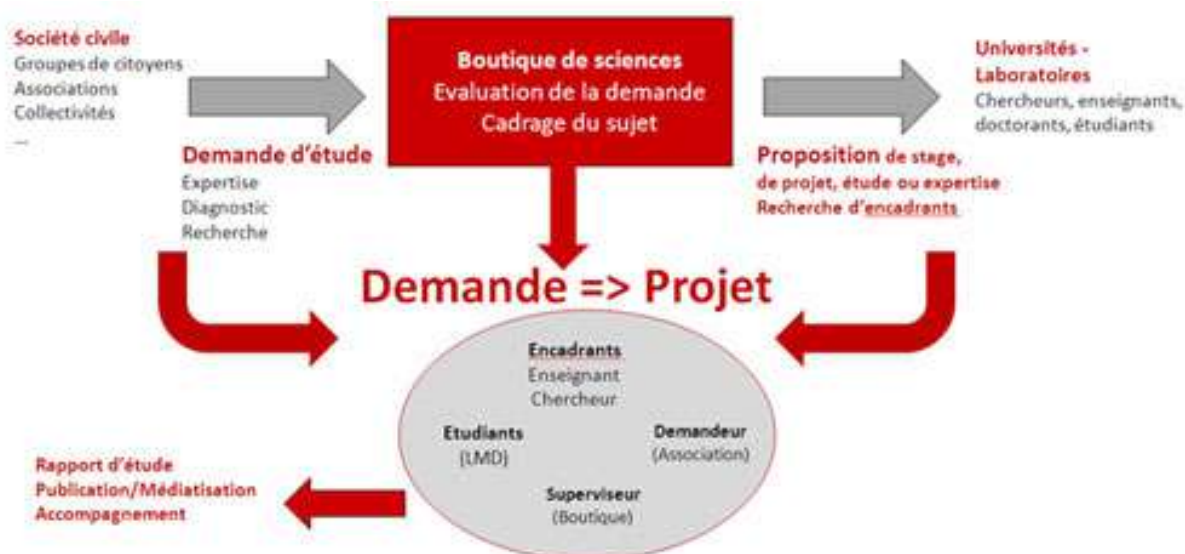 Société civile
Groupes de citoyens
Associations
Collectivités
...
Boutique de sciences
Evaluation de la demande
Cadrage du sujet
Universités -
Laboratoires
Chercheurs, enseignants,
doctorants, étudiants
Demande d'étude
Expertise
Diagnostic
Recherche
Proposition de stage,
de projet, étude ou expertise
Recherche d'encadrants
Demande => Projet
Encadrants
Enseignant
Chercheur
Etudiants
(LMD)
Demandeur
(Association)
Superviseur
(Boutique)
Rapport d'étude
Publication/Médiatisation
Accompagnement